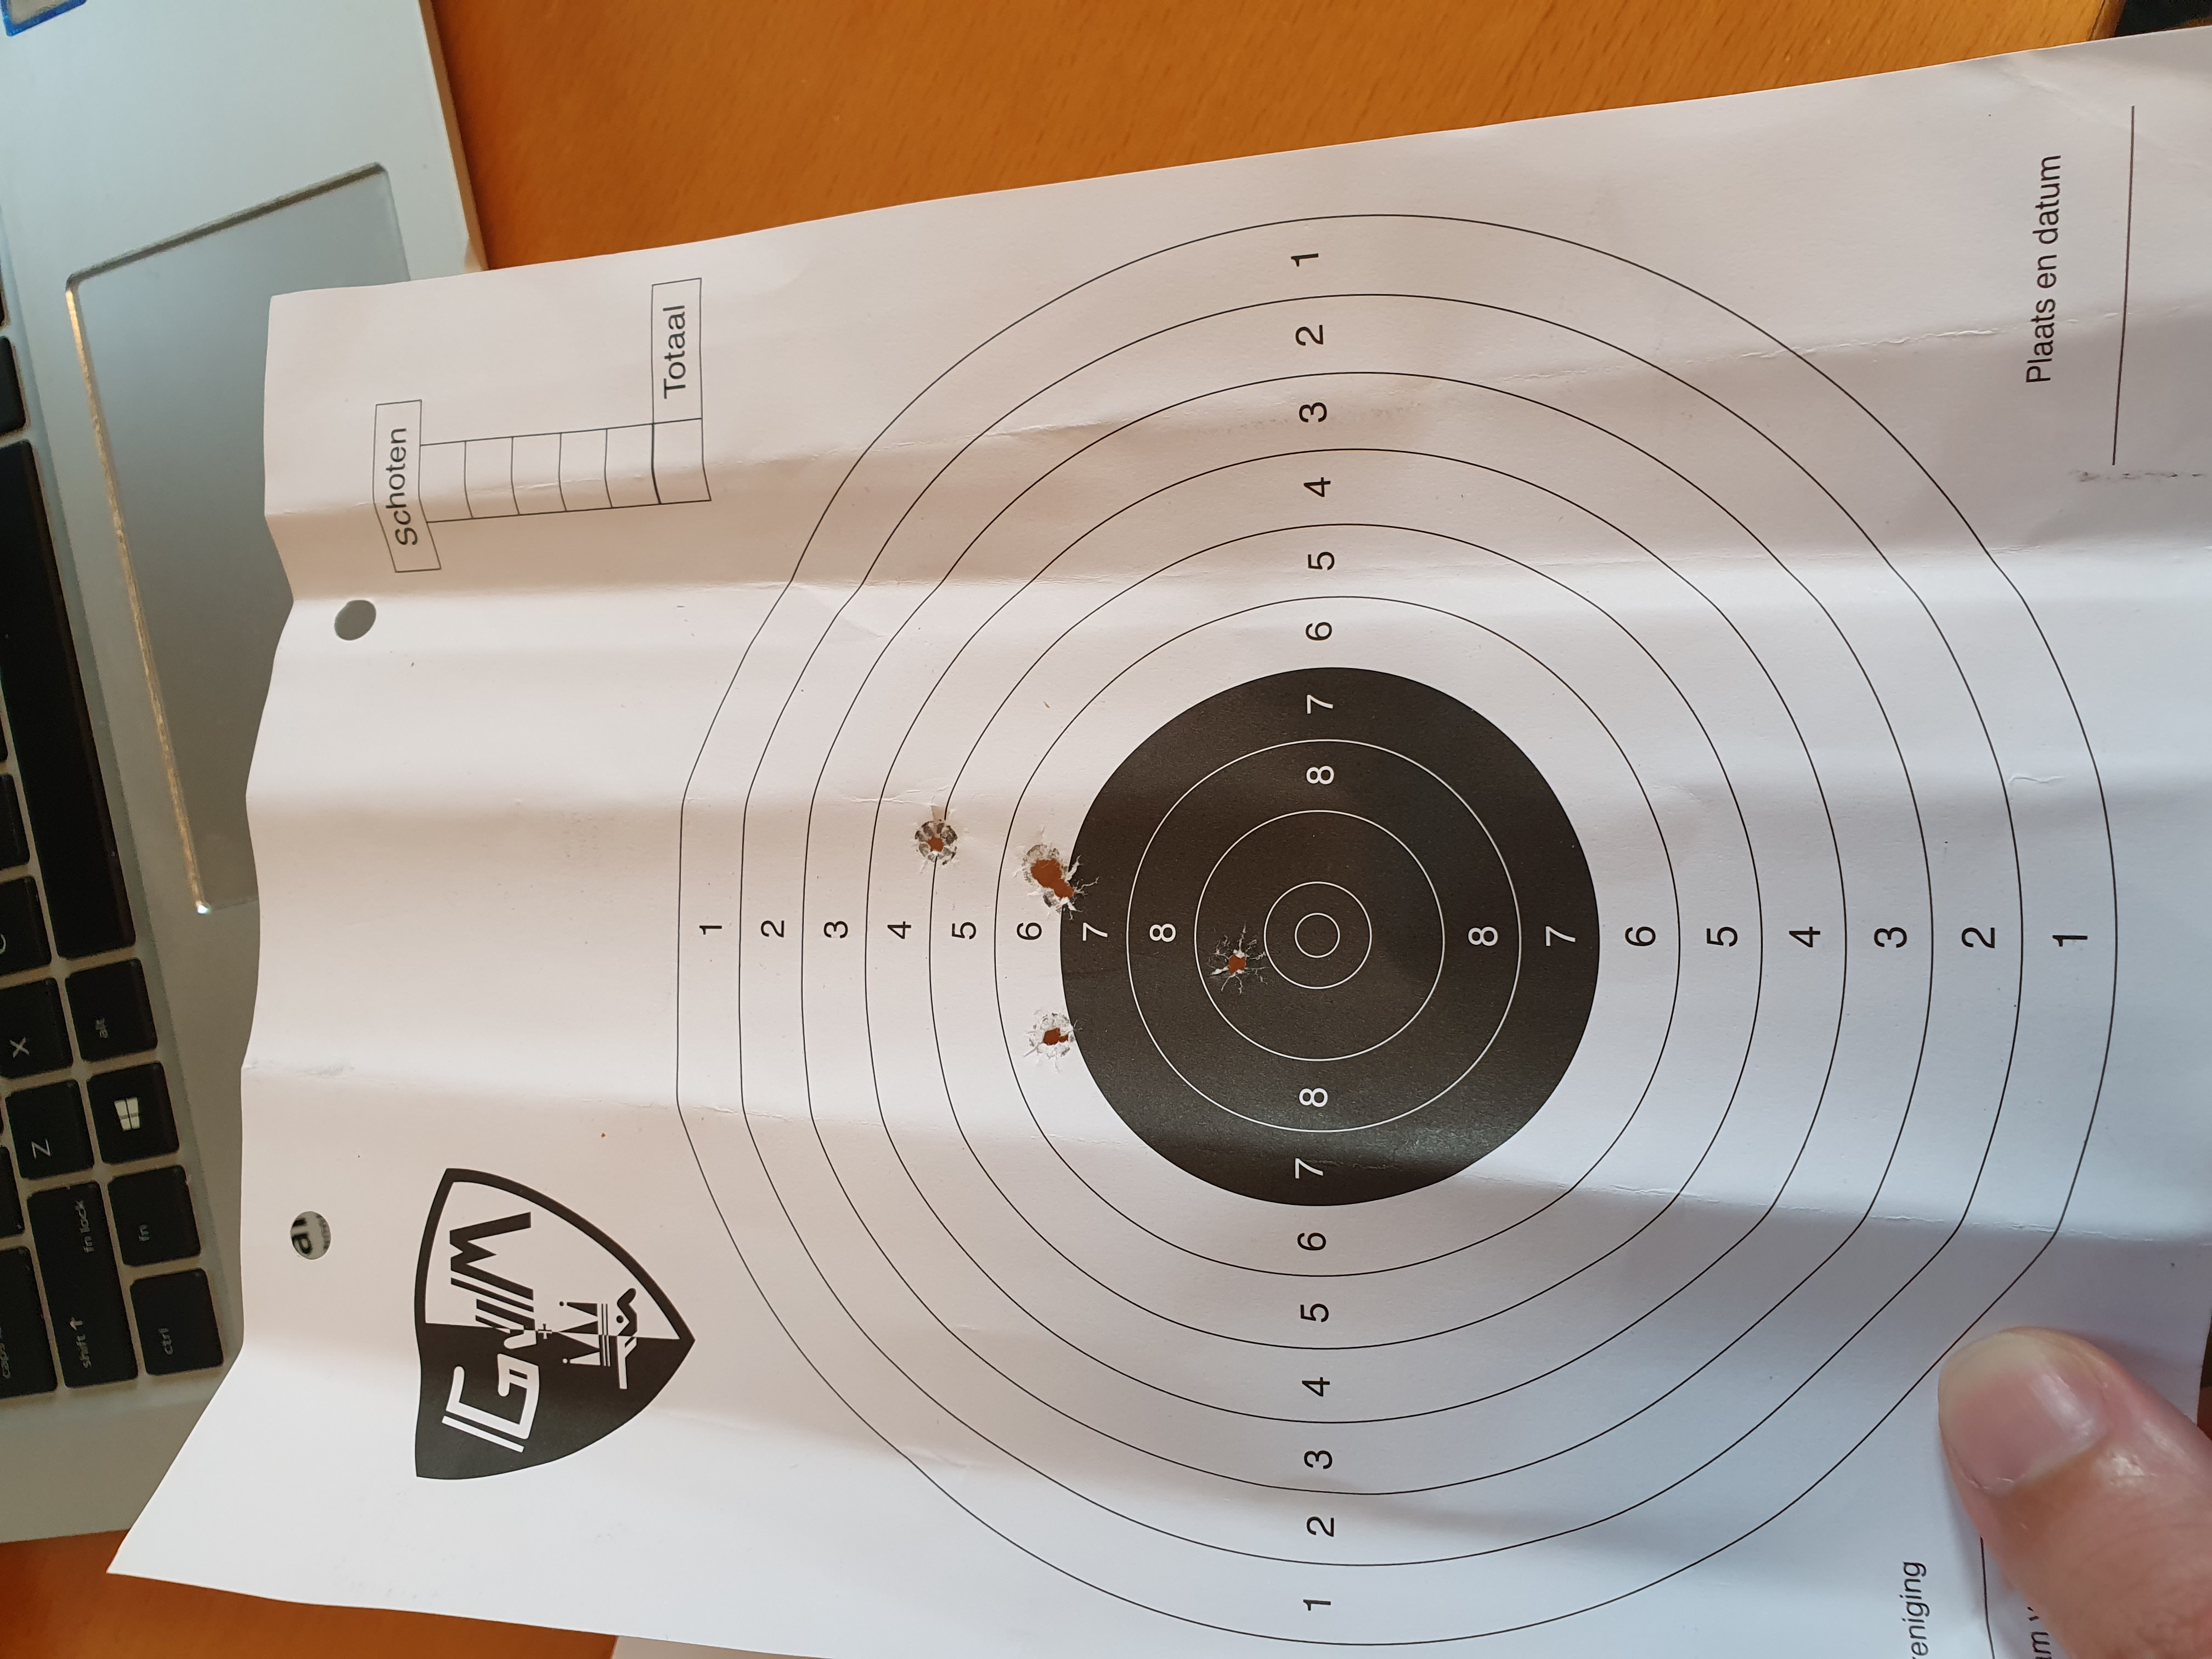 caps
Z
X
C
shift
fn lock
ctrl
fn
alt
al
GWM
Schoten
Totaal
1
2
3
4
5
6
7
8
1 2 3 4 5 6 7 8 8 7 6 5 4 3 2 1
8
7
6
5
4
3
2
1
reniging
Plaats en datum